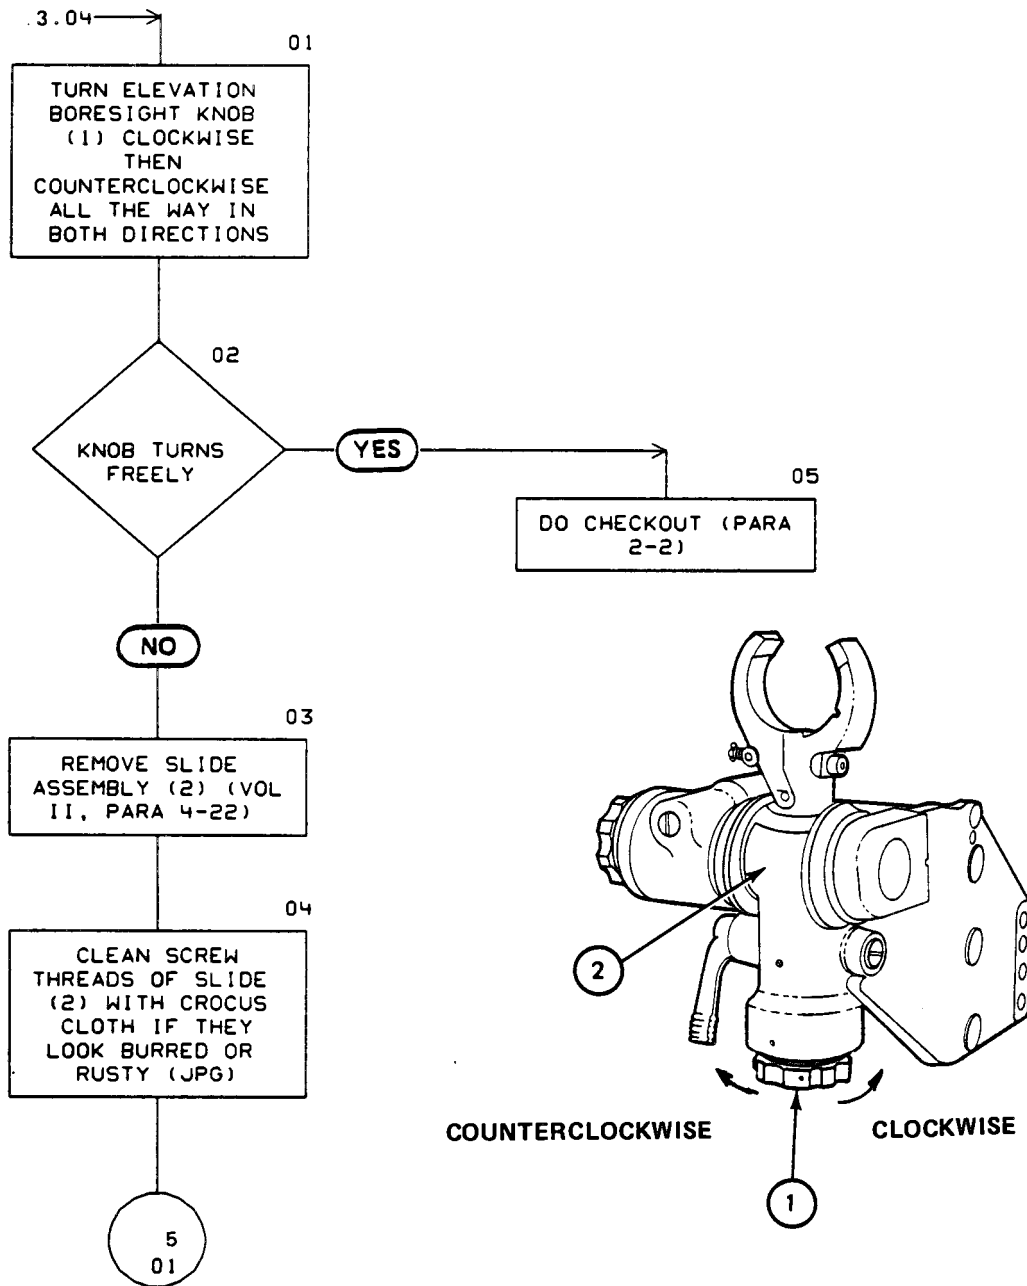 3.04
01
TURN ELEVATION
BORESIGHT KNOB
(1) CLOCKWISE
THEN
COUNTERCLOCKWISE
ALL THE WAY IN
BOTH DIRECTIONS
02
KNOB TURNS
FREELY
YES
05
DO CHECKOUT (PARA
2-2)
NO
03
REMOVE SLIDE
ASSEMBLY (2) (VOL
II, PARA 4-22)
04
CLEAN SCREW
THREADS OF SLIDE
(2) WITH CROCUS
CLOTH IF THEY
LOOK BURRED OR
RUSTY (JPG)
5
01
2
COUNTERCLOCKWISE
CLOCKWISE
1